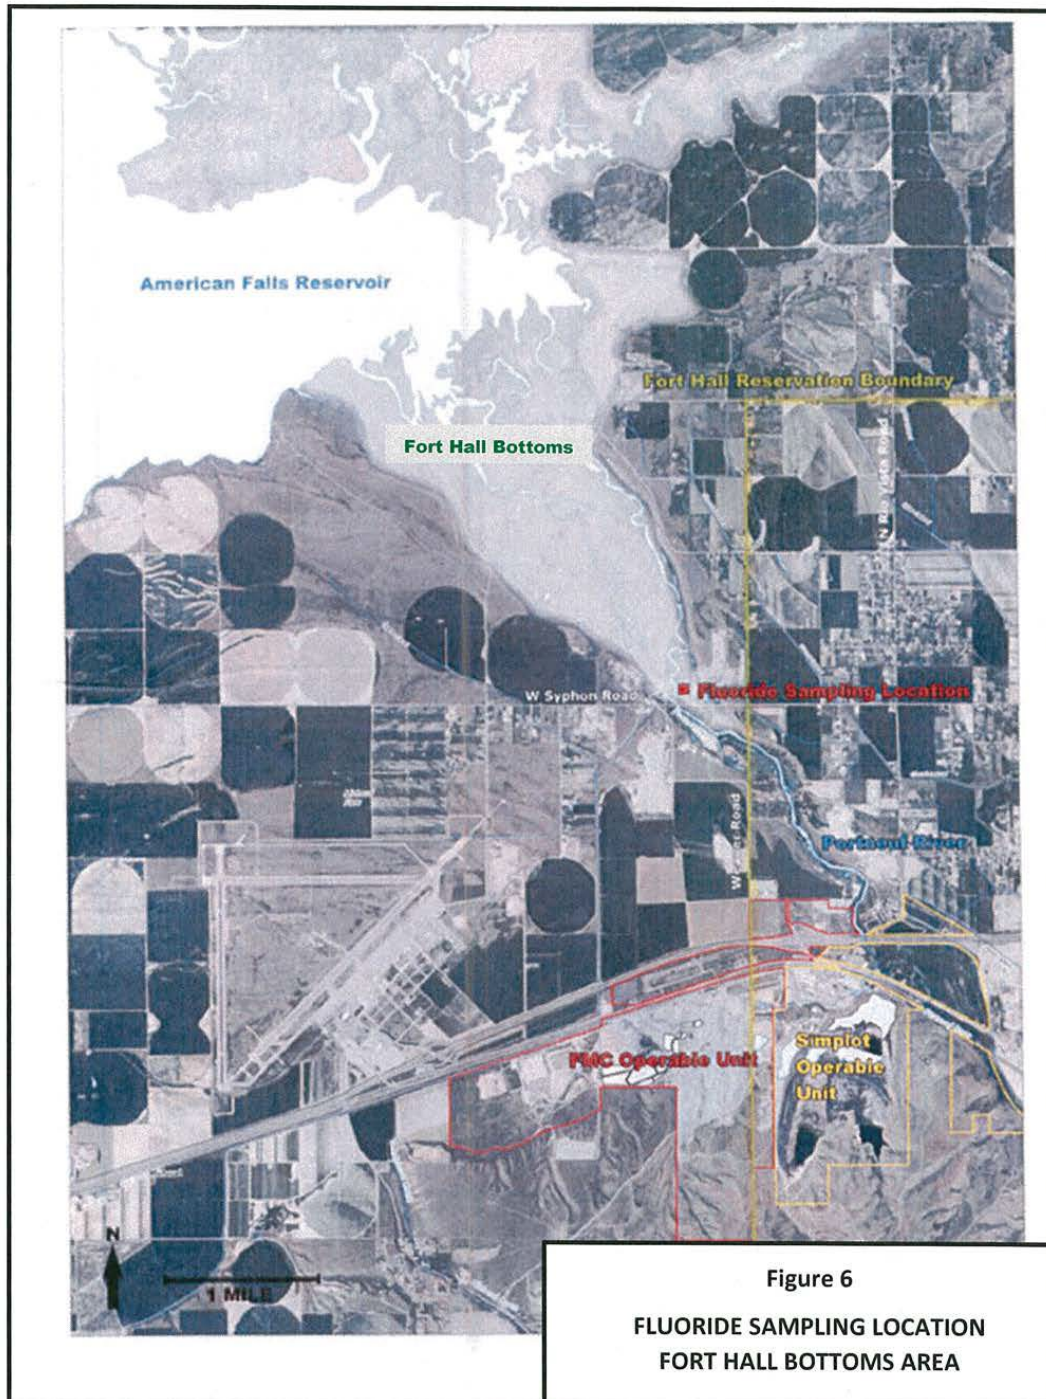 American Falls Reservoir
Fort Hall Reservation Boundary
Fort Hall Bottoms
W Syphon Road
Fluoride Sampling Location
Road
Portneuf River
FMC Operable Unit
Simplot
Operable
Unit
N
1 MILE
Figure 6
FLUORIDE SAMPLING LOCATION
FORT HALL BOTTOMS AREA